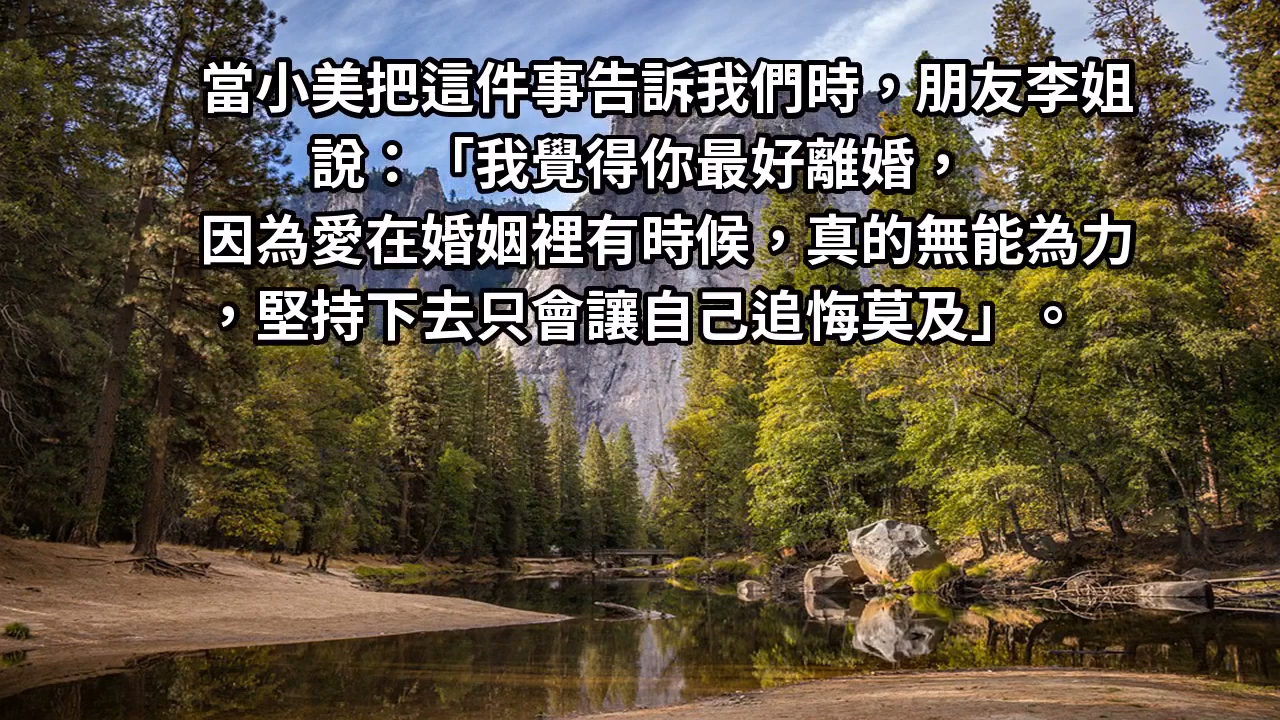 當小美把這件事告訴我們時，朋友李姐
說：「我覺得你最好離婚，
因為愛在婚姻裡有時候，真的無能為力
，堅持下去只會讓自己追悔莫及」。